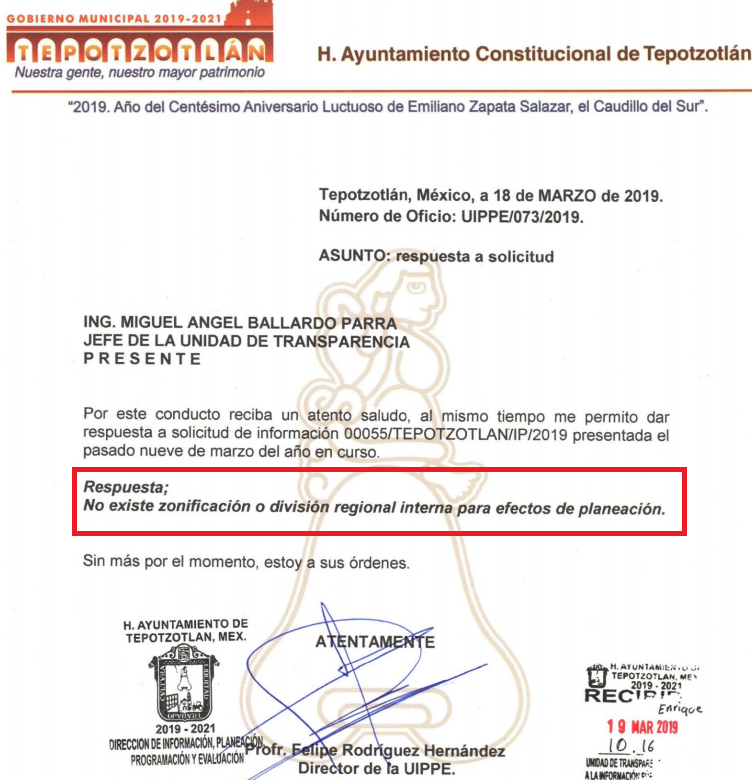 GOBIERNO MUNICIPAL 2019-2021
TEPOTZOTLÁN
Nuestra gente, nuestro mayor patrimonio
H. Ayuntamiento Constitucional de Tepotzotlán
"2019. Año del Centésimo Aniversario Luctuoso de Emiliano Zapata Salazar, el Caudillo del Sur".
Tepotzotlán, México, a 18 de MARZO de 2019.
Número de Oficio: UIPPE/073/2019.
ASUNTO: respuesta a solicitud
ING. MIGUEL ANGEL BALLARDO PARRA
JEFE DE LA UNIDAD DE TRANSPARENCIA
P R E S E N T E
Por este conducto reciba un atento saludo, al mismo tiempo me permito dar
respuesta a solicitud de información 00055/TEPOTZOTLAN/IP/2019 presentada el
pasado nueve de marzo del año en curso.
Respuesta;
No existe zonificación o división regional interna para efectos de planeación.
Sin más por el momento, estoy a sus órdenes.
H. AYUNTAMIENTO DE
TEPOTZOTLAN, MEX.
2019 - 2021
DIRECCION DE INFORMACIÓN, PLANEACIÓN,
PROGRAMACIÓN Y EVALUACIÓN
ATENTAMENTE
Profr. Felipe Rodríguez Hernández
Director de la UIPPE.
H. AYUNTAMIENTO
TEPOTZOTLAN, MEX
2019 - 2021
Enrique
19 MAR 2019
10.16
UNIDAD DE
A LA INFORMACIÓN